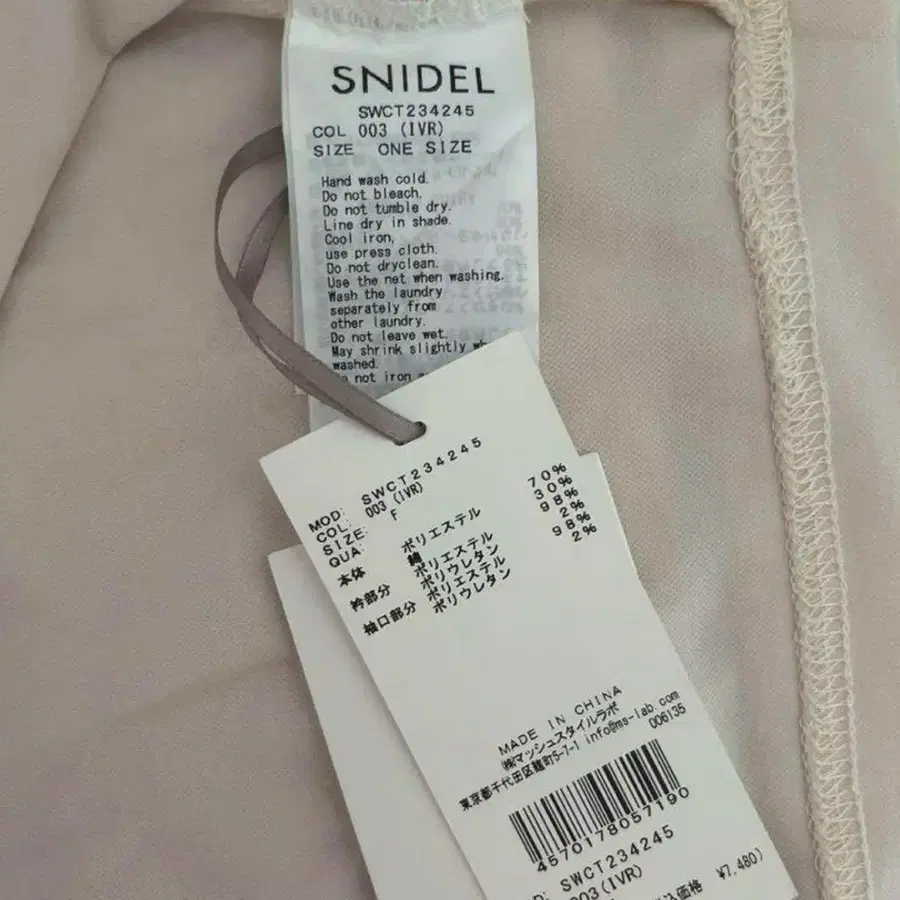 SNIDEL
SWCT234245
COL 003 (IVR)
SIZE ONE SIZE
Hand wash cold.
Do not bleach.
Do not tumble dry.
Line dry in shade.
Cool iron,
use press cloth.
Do not dryclean.
Use the net when washing.
Wash the laundry
separately from
other laundry.
Do not leave wet.
May shrink slightly wh
washed.
not iron
MOD: SWCT234245
COL: 003 (IVR)
SIZE: F
QUA:
本体 ポリエステル 70%
綿 30%
衿部分 ポリエステル 98%
ポリウレタン 2%
袖口部分 ポリエステル 98%
ポリウレタン 2%
MADE IN CHINA
㈱マッシュスタイルラボ
東京都千代田区麹町5-7-1 info@ms-lab.com
006135
4570178057190
D: SWCT234245
003(IVR)
込価格 ¥7,480)